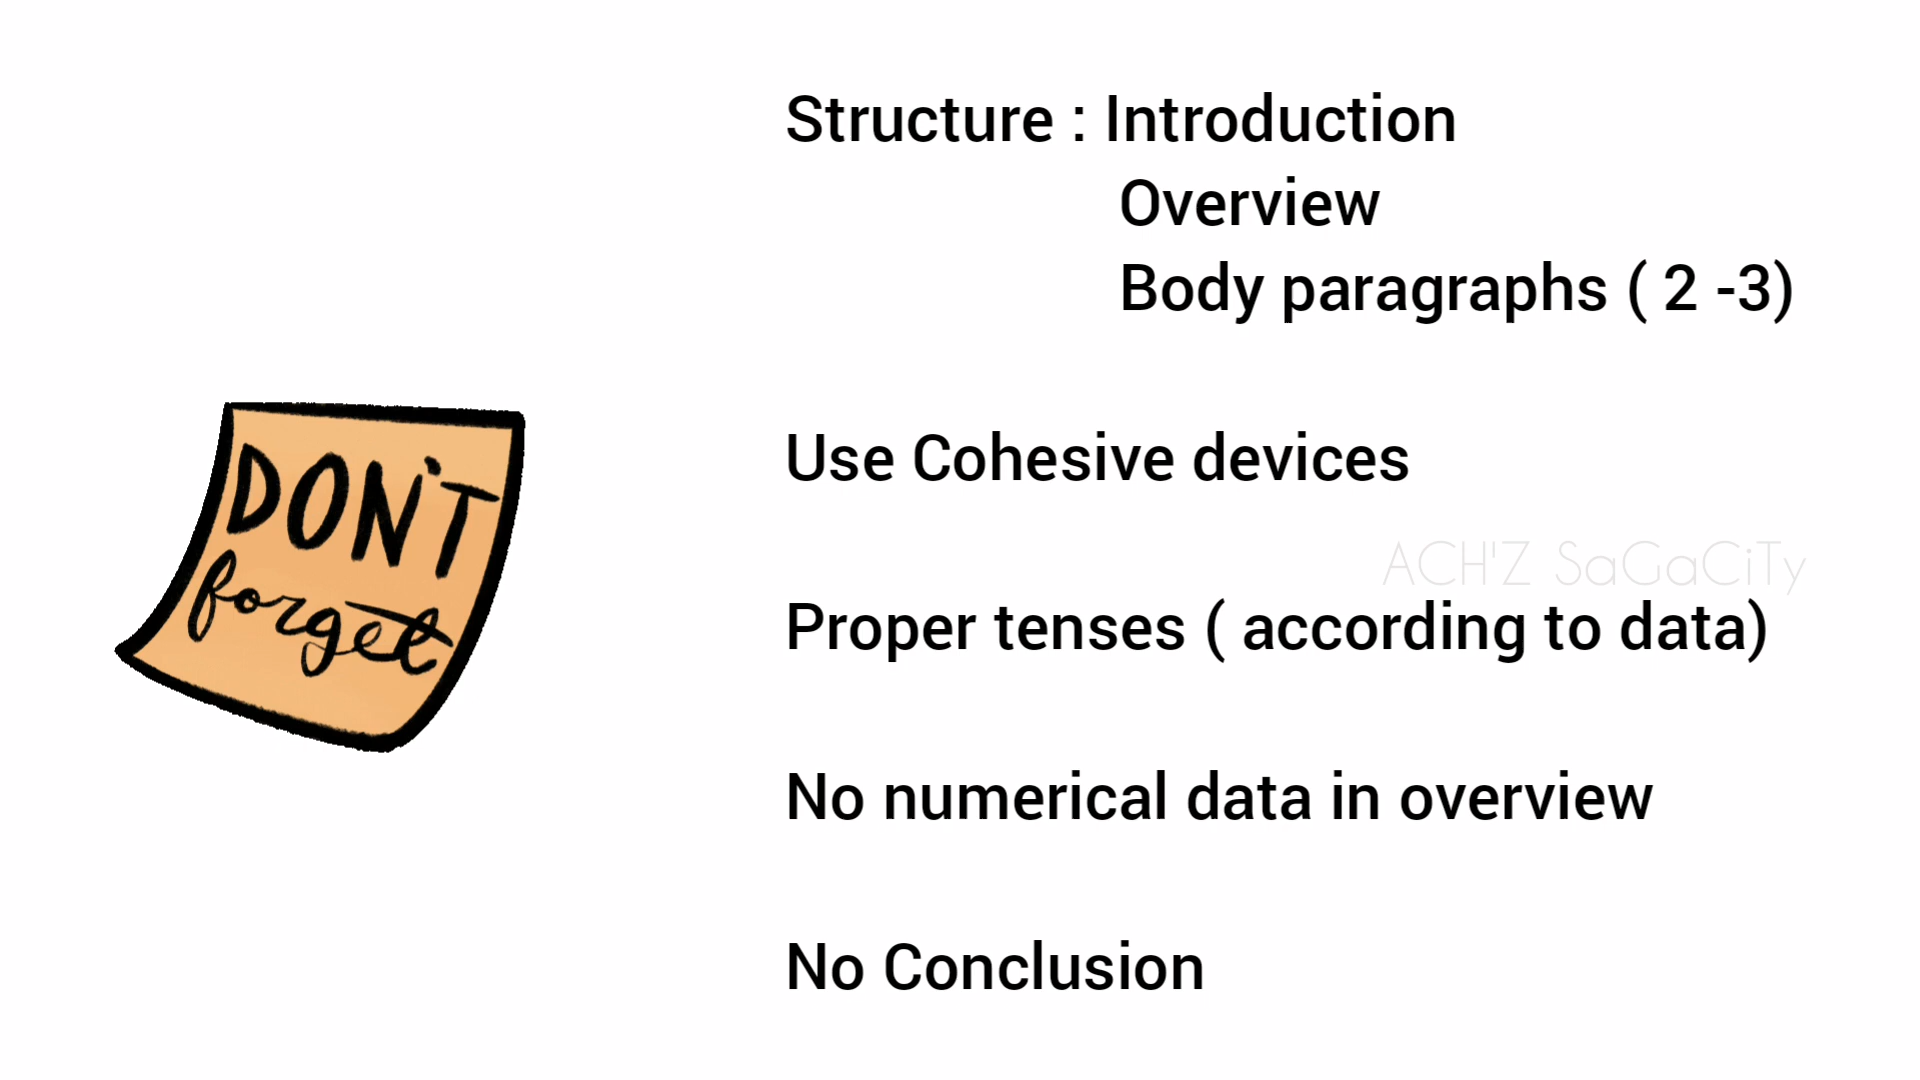 Structure : Introduction
Overview
Body paragraphs ( 2 -3)
DON'T
forget
Use Cohesive devices
ACH'Z SaGaCiTy
Proper tenses ( according to data)
No numerical data in overview
No Conclusion